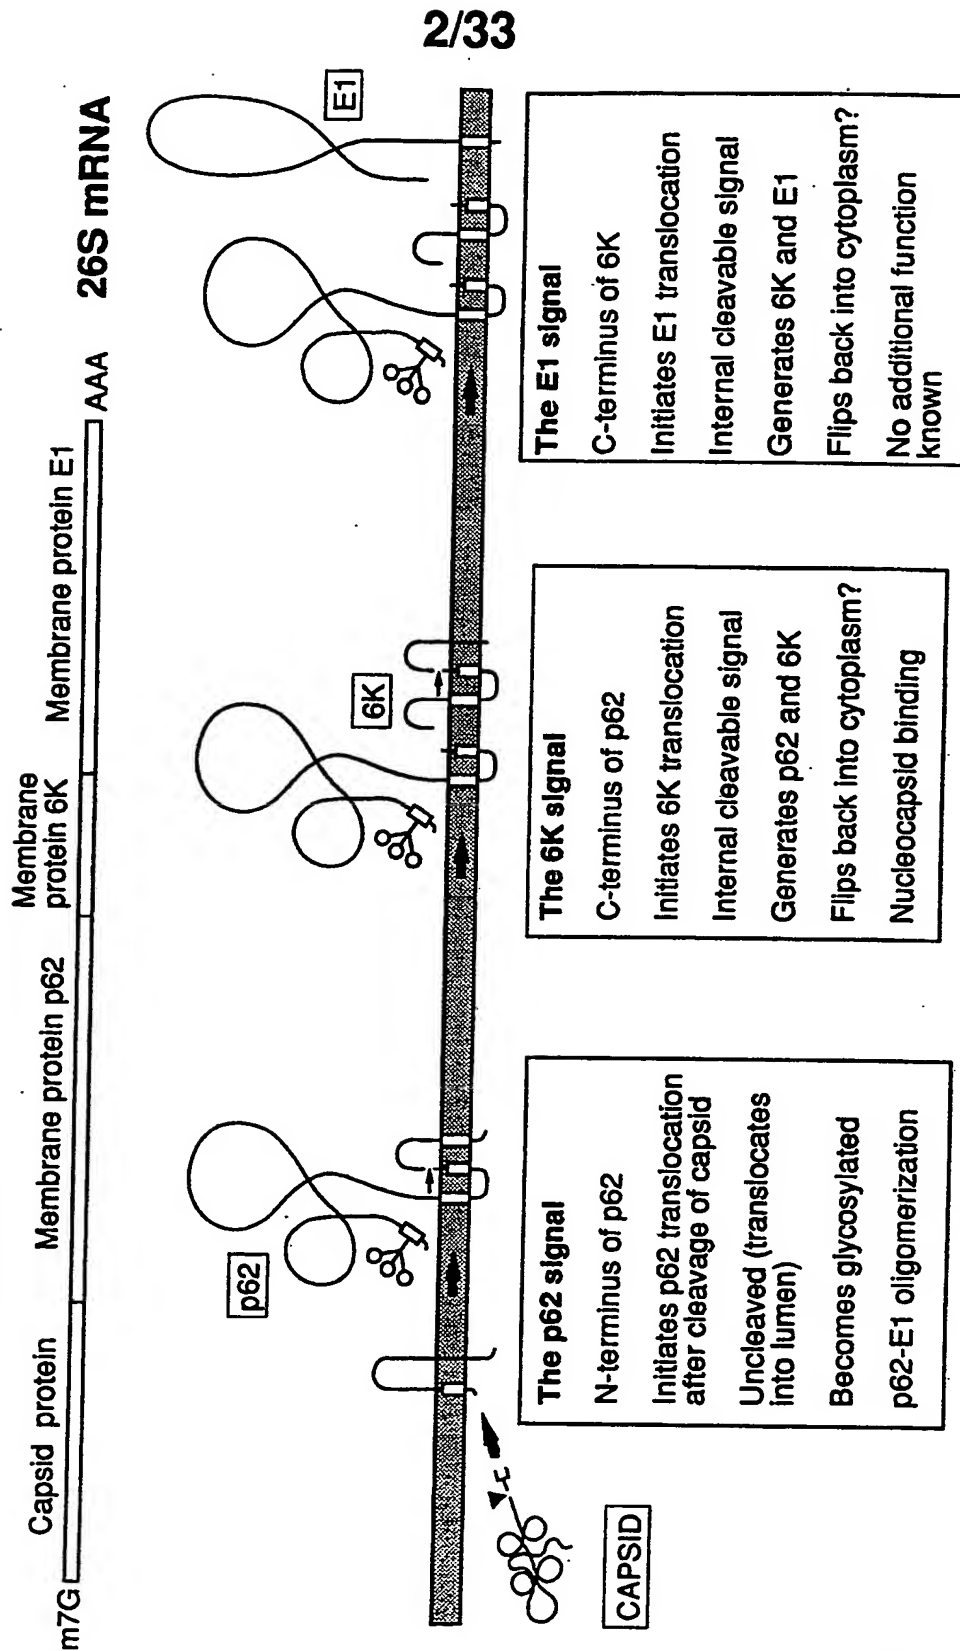 2/33
m7G
Capsid protein
Membrane protein p62
Membrane
protein 6K
Membrane protein E1
AAA
26S mRNA
CAPSID
p62
6K
E1
The p62 signal
N-terminus of p62
Initiates p62 translocation
after cleavage of capsid
Uncleaved (translocates
into lumen)
Becomes glycosylated
p62-E1 oligomerization
The 6K signal
C-terminus of p62
Initiates 6K translocation
Internal cleavable signal
Generates p62 and 6K
Flips back into cytoplasm?
Nucleocapsid binding
The E1 signal
C-terminus of 6K
Initiates E1 translocation
Internal cleavable signal
Generates 6K and E1
Flips back into cytoplasm?
No additional function
known